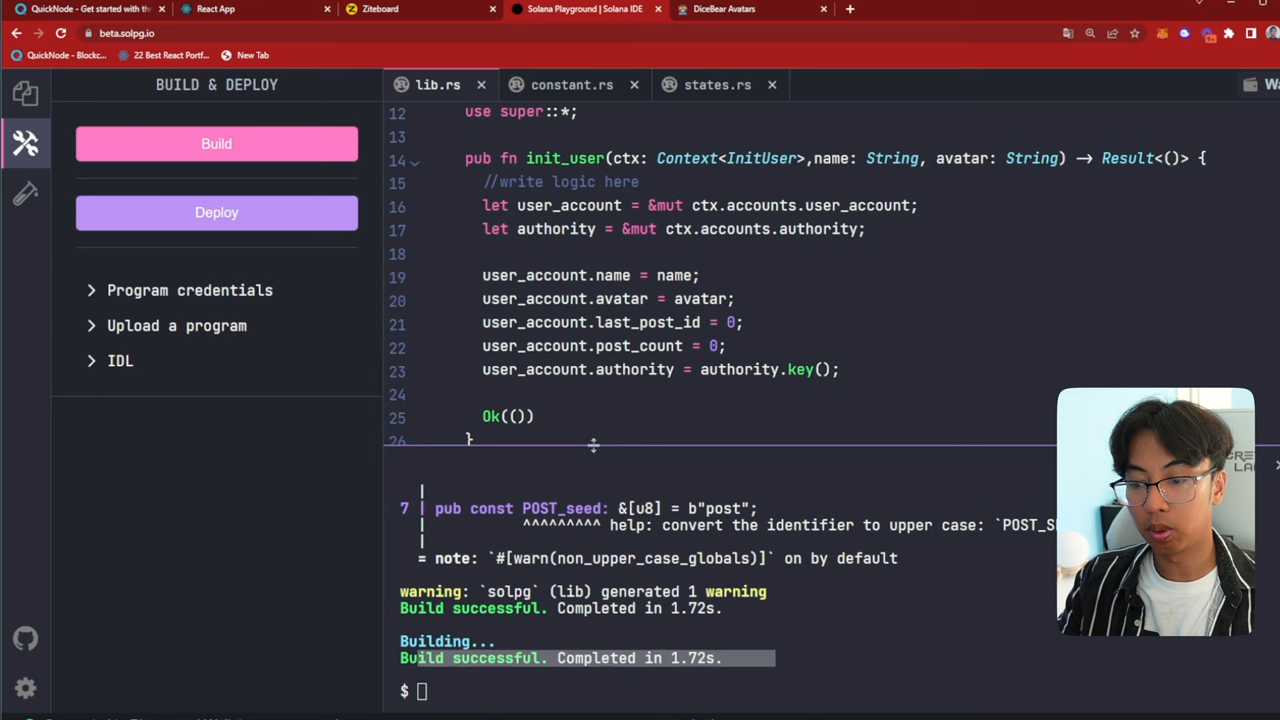 QuickNode - Get started with th
React App
Ziteboard
Solana Playground | Solana IDE
DiceBear Avatars
beta.solpg.io
QuickNode - Blockc...
22 Best React Portf...
New Tab
BUILD & DEPLOY
lib.rs
constant.rs
states.rs
Wa
Build
Deploy
Program credentials
Upload a program
IDL
12 use super::*;
13
14 pub fn init_user(ctx: Context<InitUser>,name: String, avatar: String) -> Result<()> {
15 //write logic here
16 let user_account = &mut ctx.accounts.user_account;
17 let authority = &mut ctx.accounts.authority;
18
19 user_account.name = name;
20 user_account.avatar = avatar;
21 user_account.last_post_id = 0;
22 user_account.post_count = 0;
23 user_account.authority = authority.key();
24
25 Ok(())
26 }
|
7 | pub const POST_seed: &[u8] = b"post";
| ^^^^^^^^^ help: convert the identifier to upper case: `POST_SE
|
= note: `#[warn(non_upper_case_globals)]` on by default
warning: `solpg` (lib) generated 1 warning
Build successful. Completed in 1.72s.
Building...
Build successful. Completed in 1.72s.
$